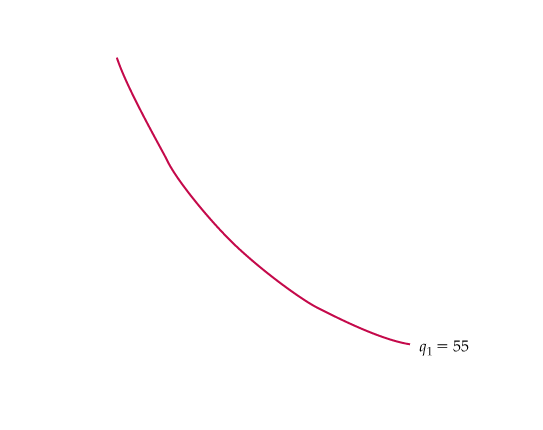 q₁ = 55